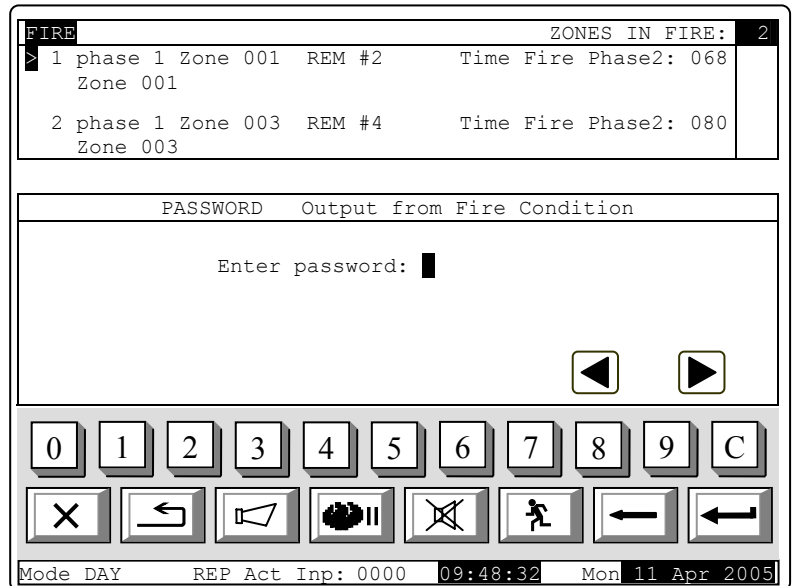 FIRE ZONES IN FIRE: 2
> 1 phase 1 Zone 001 REM #2 Time Fire Phase2: 068
Zone 001
2 phase 1 Zone 003 REM #4 Time Fire Phase2: 080
Zone 003
PASSWORD Output from Fire Condition
Enter password:
0 1 2 3 4 5 6 7 8 9 C
Mode DAY REP Act Inp: 0000 09:48:32 Mon 11 Apr 2005